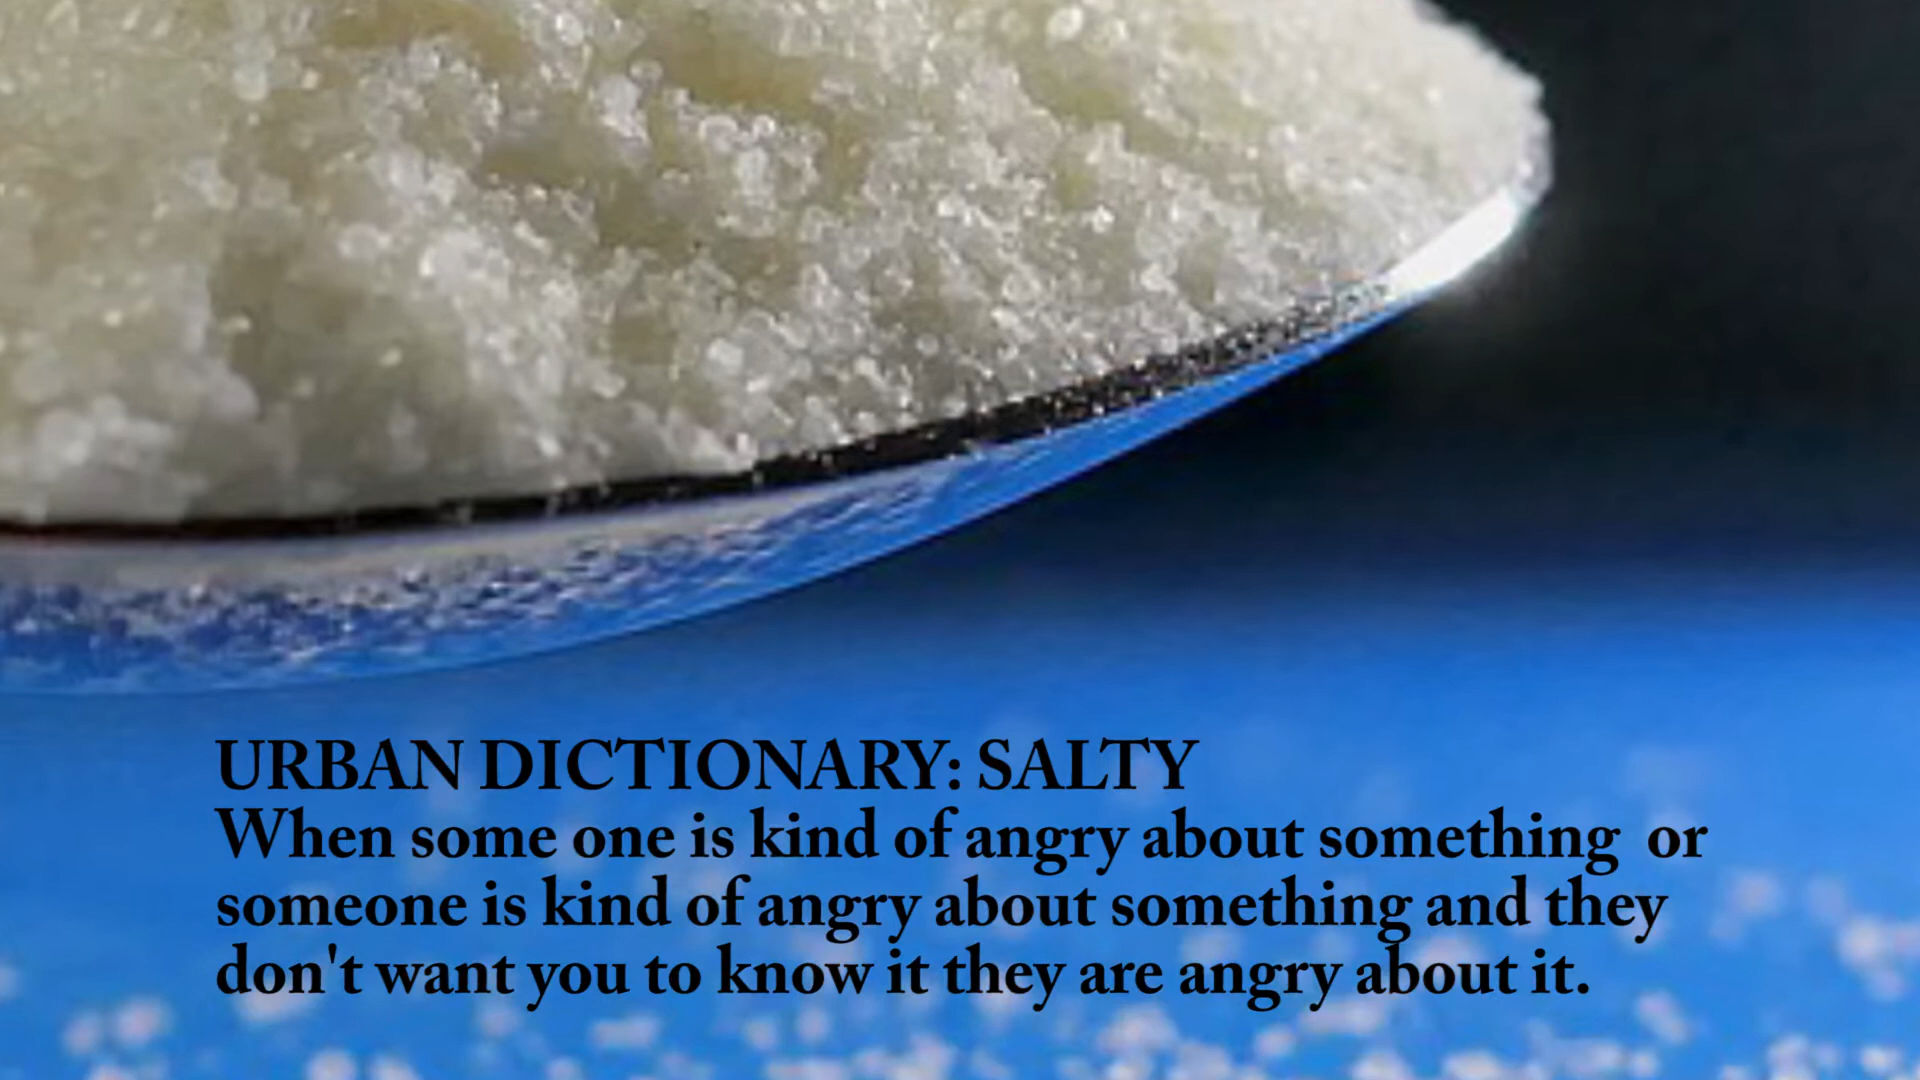 URBAN DICTIONARY: SALTY
When some one is kind of angry about something  or
someone is kind of angry about something and they
don't want you to know it they are angry about it.